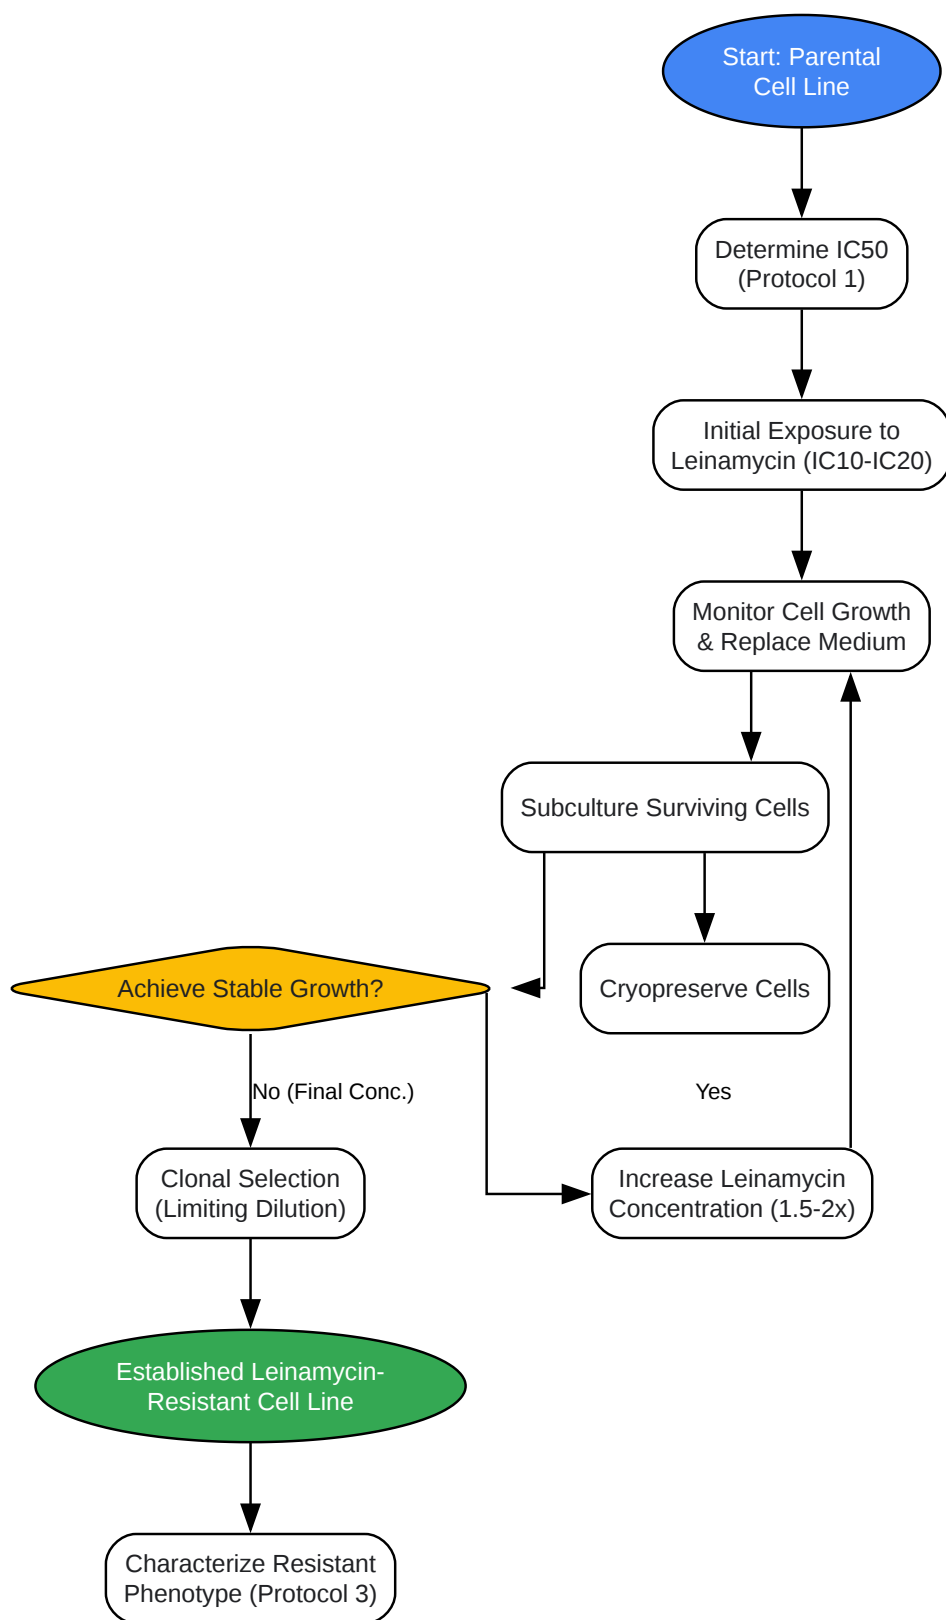 Start: Parental
Cell Line
Determine IC50
(Protocol 1)
Initial Exposure to
Leinamycin (IC10-IC20)
Monitor Cell Growth
& Replace Medium
Subculture Surviving Cells
Achieve Stable Growth?
Cryopreserve Cells
No (Final Conc.)
Yes
Clonal Selection
(Limiting Dilution)
Increase Leinamycin
Concentration (1.5-2x)
Established Leinamycin-
Resistant Cell Line
Characterize Resistant
Phenotype (Protocol 3)